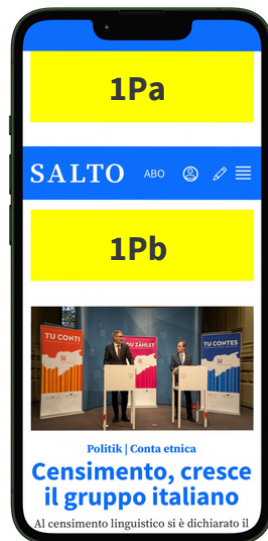 1Pa
SALTO ABO
1Pb
TU CONTI
DU ZÄHLST
TU CONTES
Politik | Conta etnica
Censimento, cresce
il gruppo italiano
Al censimento linguistico si è dichiarato il